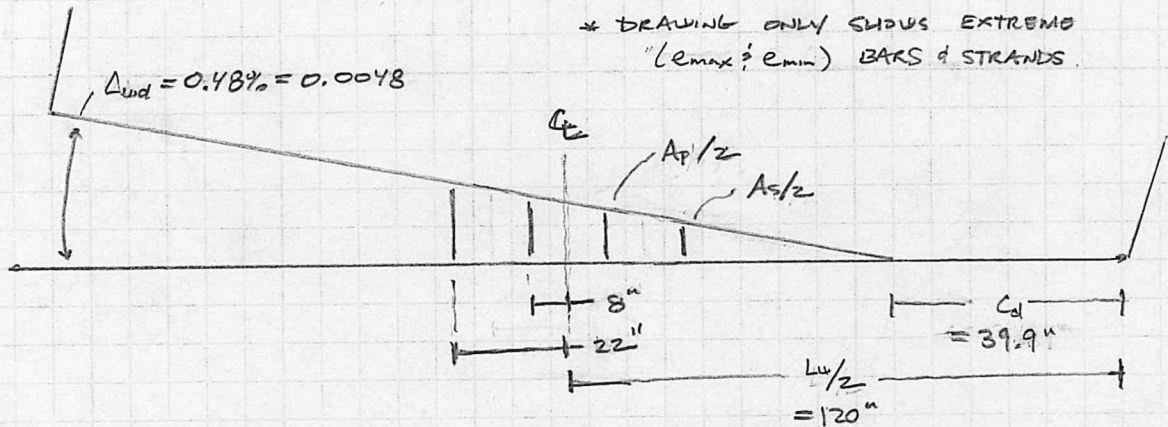 * DRAWING ONLY SHOWS EXTREME
"(emax & emin) BARS & STRANDS.
Δwd = 0.48% = 0.0048
℄
Ap/2
As/2
8"
22"
Cd
= 39.9"
Lw/2
= 120"